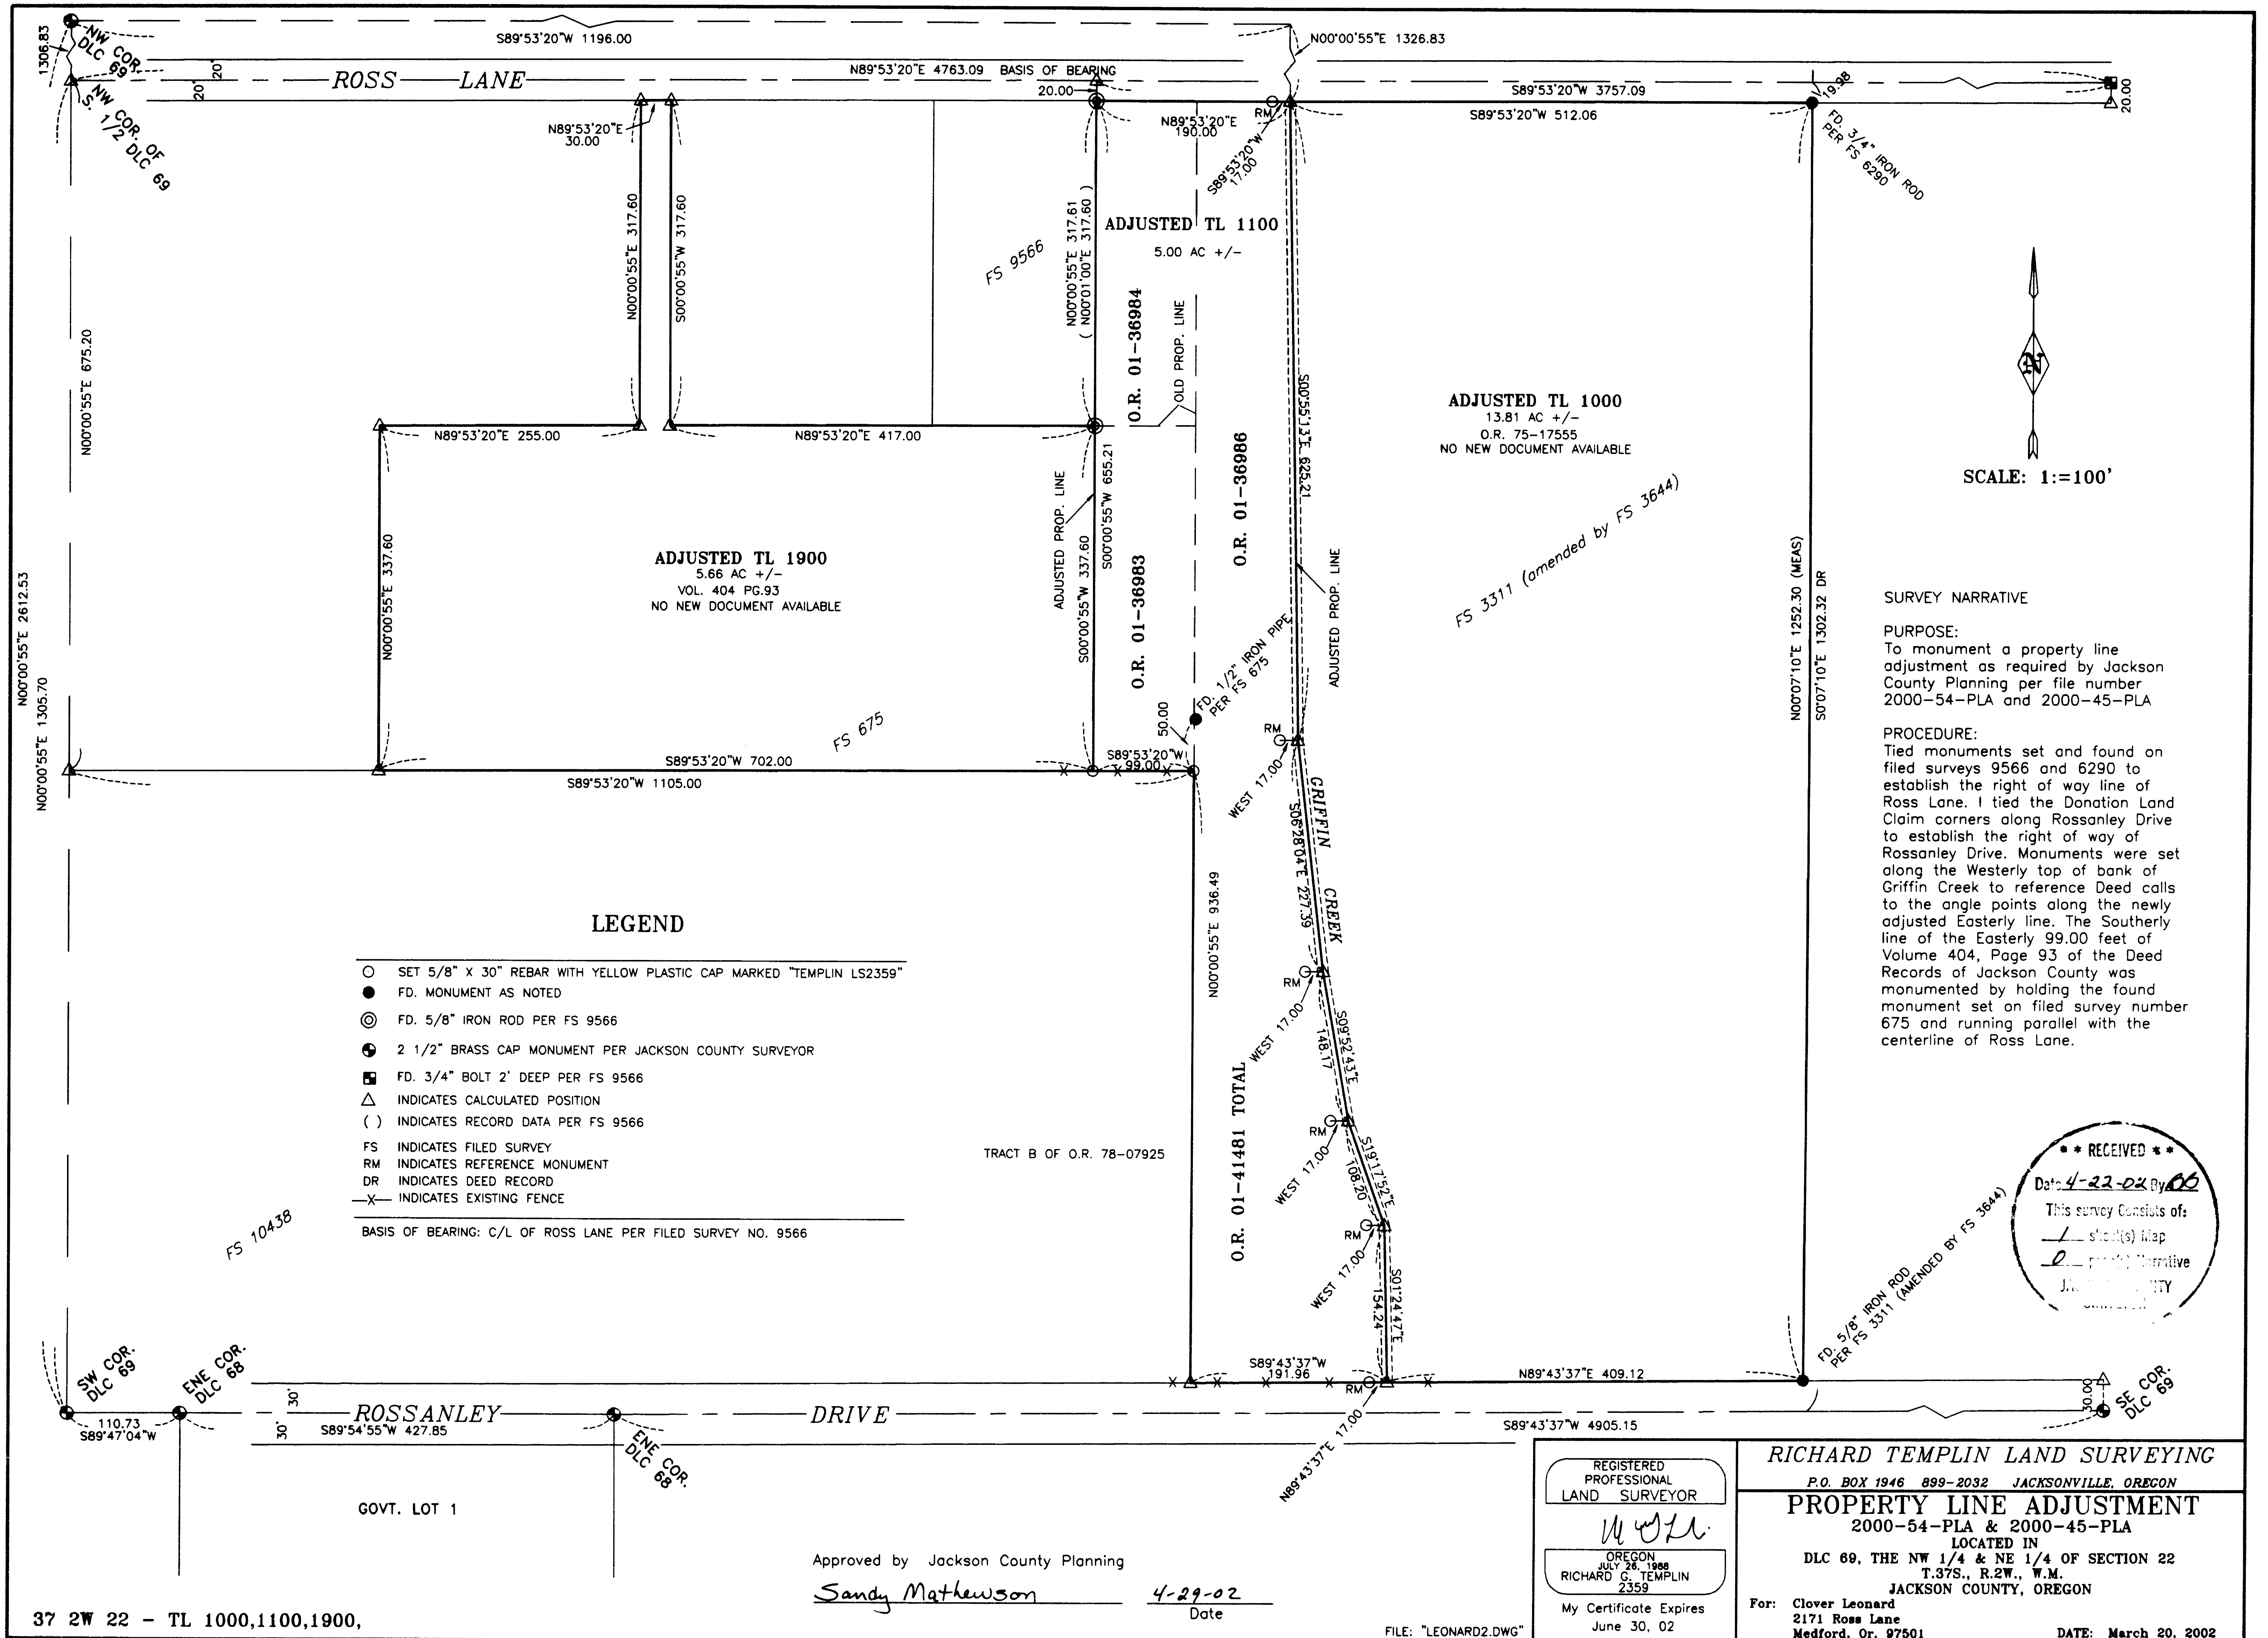 NW COR.
DLC 69
1306.83
S89°53'20"W 1196.00
N00°00'55"E 1326.83
20'
20'
ROSS LANE
N89°53'20"E 4763.09 BASIS OF BEARING
20.00
NW COR. OF
S. 1/2 DLC 69
N89°53'20"E
30.00
N89°53'20"E
190.00
RM
S89°53'20"W
17.00
S89°53'20"W 3757.09
S89°53'20"W 512.06
19.98
20.00
FD. 3/4" IRON ROD
PER FS 6290
N00°00'55"E 675.20
N00°00'55"E 317.60
S00°00'55"W 317.60
FS 9566
N00°00'55"E 317.61
( N00°01'00"E 317.60 )
ADJUSTED TL 1100
5.00 AC +/-
O.R. 01-36984
OLD PROP. LINE
O.R. 01-36986
S00°55'13"E 625.21
ADJUSTED TL 1000
13.81 AC +/-
O.R. 75-17555
NO NEW DOCUMENT AVAILABLE
N
SCALE: 1:=100'
N89°53'20"E 255.00
N89°53'20"E 417.00
ADJUSTED PROP. LINE
S00°00'55"W 655.21
S00°00'55"W 337.60
O.R. 01-36983
N00°00'55"E 337.60
ADJUSTED TL 1900
5.66 AC +/-
VOL. 404 PG.93
NO NEW DOCUMENT AVAILABLE
FS 3311 (amended by FS 3644)
ADJUSTED PROP. LINE
N00°07'10"E 1252.30 (MEAS)
S0°07'10"E 1302.32 DR
N00°00'55"E 2612.53
N00°00'55"E 1305.70
FS 675
FD. 1/2" IRON PIPE
PER FS 675
50.00
S89°53'20"W
99.00
S89°53'20"W 702.00
S89°53'20"W 1105.00
RM
WEST 17.00
GRIFFIN CREEK
S06°28'04"E 227.39
N00°00'55"E 936.49
RM
WEST 17.00
S09°52'43"E
148.17
RM
WEST 17.00
S19°17'52"E
108.20
RM
WEST 17.00
S01°24'47"E
154.24
O.R. 01-41481 TOTAL
TRACT B OF O.R. 78-07925
SURVEY NARRATIVE
PURPOSE:
To monument a property line
adjustment as required by Jackson
County Planning per file number
2000-54-PLA and 2000-45-PLA
PROCEDURE:
Tied monuments set and found on
filed surveys 9566 and 6290 to
establish the right of way line of
Ross Lane. I tied the Donation Land
Claim corners along Rossanley Drive
to establish the right of way of
Rossanley Drive. Monuments were set
along the Westerly top of bank of
Griffin Creek to reference Deed calls
to the angle points along the newly
adjusted Easterly line. The Southerly
line of the Easterly 99.00 feet of
Volume 404, Page 93 of the Deed
Records of Jackson County was
monumented by holding the found
monument set on filed survey number
675 and running parallel with the
centerline of Ross Lane.
LEGEND
SET 5/8" X 30" REBAR WITH YELLOW PLASTIC CAP MARKED "TEMPLIN LS2359"
FD. MONUMENT AS NOTED
FD. 5/8" IRON ROD PER FS 9566
2 1/2" BRASS CAP MONUMENT PER JACKSON COUNTY SURVEYOR
FD. 3/4" BOLT 2' DEEP PER FS 9566
INDICATES CALCULATED POSITION
( ) INDICATES RECORD DATA PER FS 9566
FS INDICATES FILED SURVEY
RM INDICATES REFERENCE MONUMENT
DR INDICATES DEED RECORD
—X— INDICATES EXISTING FENCE
BASIS OF BEARING: C/L OF ROSS LANE PER FILED SURVEY NO. 9566
FS 10438
* * RECEIVED * *
Date 4-22-02 By BB
This survey Consists of:
1 sheet(s) Map
0 Narrative
FD. 5/8" IRON ROD
PER FS 3311 (AMENDED BY FS 3644)
SW COR.
DLC 69
ENE COR.
DLC 68
S89°43'37"W
191.96
RM
N89°43'37"E 409.12
N89°43'37"E 17.00
30.00
SE COR.
DLC 69
110.73
S89°47'04"W
30'
30'
ROSSANLEY DRIVE
S89°54'55"W 427.85
ENE COR.
DLC 68
S89°43'37"W 4905.15
GOVT. LOT 1
Approved by Jackson County Planning
Sandy Mathewson 4-29-02
Date
REGISTERED
PROFESSIONAL
LAND SURVEYOR
OREGON
JULY 26, 1988
RICHARD G. TEMPLIN
2359
My Certificate Expires
June 30, 02
RICHARD TEMPLIN LAND SURVEYING
P.O. BOX 1946 899-2032 JACKSONVILLE, OREGON
PROPERTY LINE ADJUSTMENT
2000-54-PLA & 2000-45-PLA
LOCATED IN
DLC 69, THE NW 1/4 & NE 1/4 OF SECTION 22
T.37S., R.2W., W.M.
JACKSON COUNTY, OREGON
For: Clover Leonard
2171 Ross Lane
Medford, Or. 97501
DATE: March 20, 2002
37 2W 22 - TL 1000,1100,1900,
FILE: "LEONARD2.DWG"